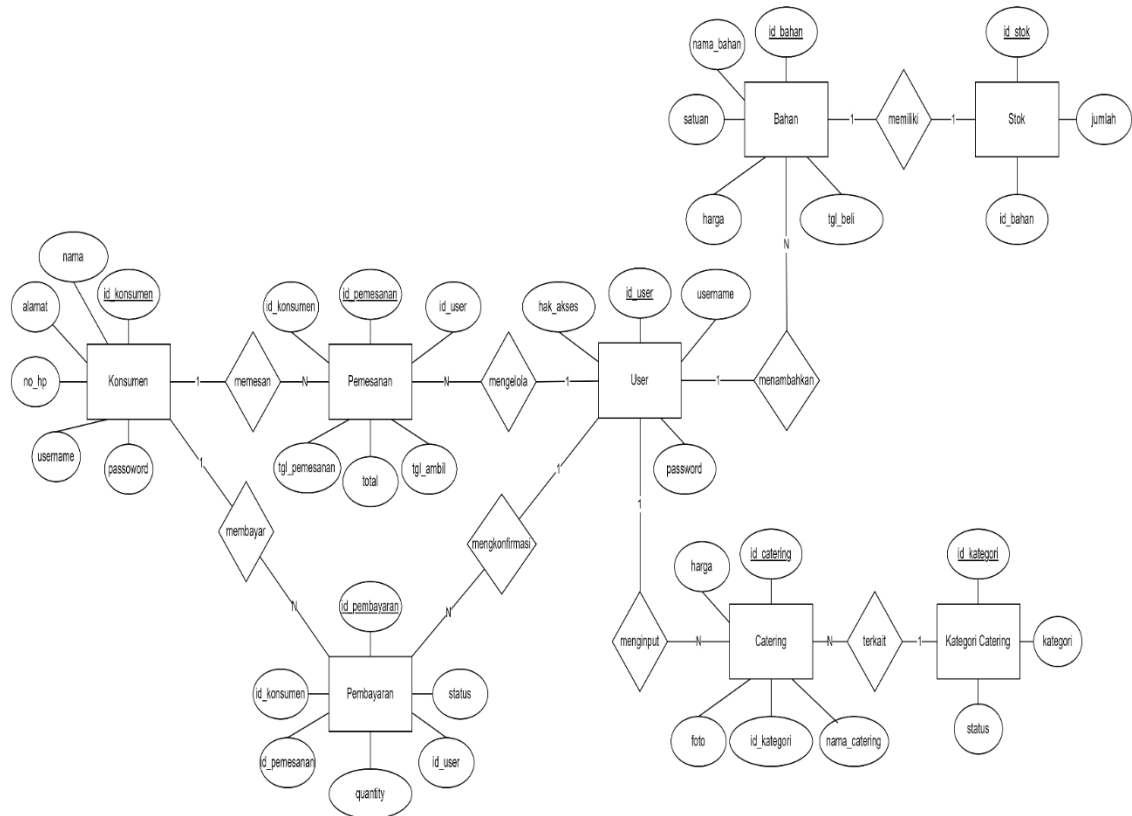 id_bahan
id_stok
nama_bahan
satuan
Bahan
1
memiliki
1
Stok
jumlah
harga
tgl_beli
id_bahan
N
nama
id_konsumen
alamat
id_konsumen
id_pemesanan
id_user
hak_akses
id_user
username
no_hp
Konsumen
1
memesan
N
Pemesanan
N
mengelola
1
User
1
menambahkan
username
passoword
tgl_pemesanan
total
tgl_ambil
password
1
1
1
membayar
mengkonfirmasi
harga
id_catering
id_kategori
N
id_pembayaran
N
menginput
N
Catering
N
terkait
1
Kategori Catering
kategori
id_konsumen
Pembayaran
status
foto
id_kategori
nama_catering
status
id_pemesanan
id_user
quantity